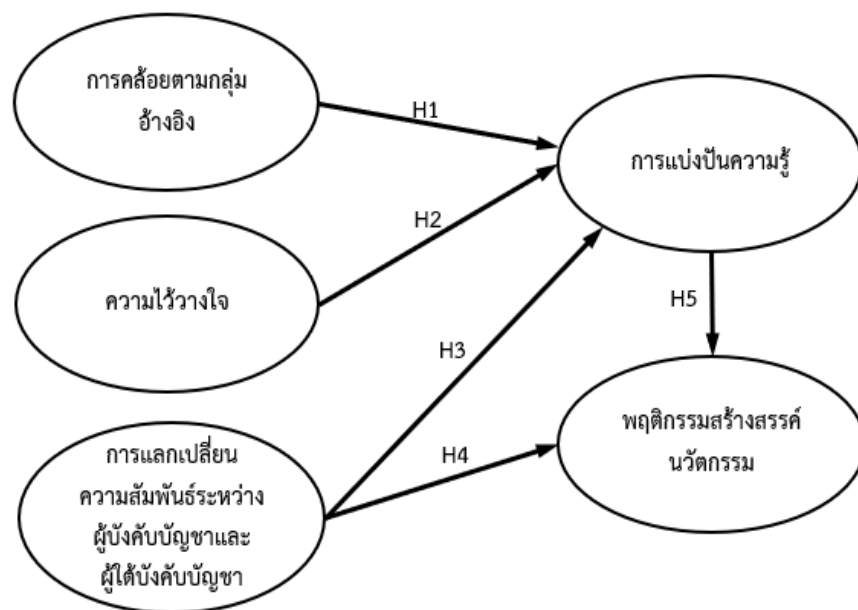 การคล้อยตามกลุ่ม
อ้างอิง
H1
การแบ่งปันความรู้
H2
ความไว้วางใจ
H3
H5
การแลกเปลี่ยน
ความสัมพันธ์ระหว่าง
ผู้บังคับบัญชาและ
ผู้ใต้บังคับบัญชา
H4
พฤติกรรมสร้างสรรค์
นวัตกรรม